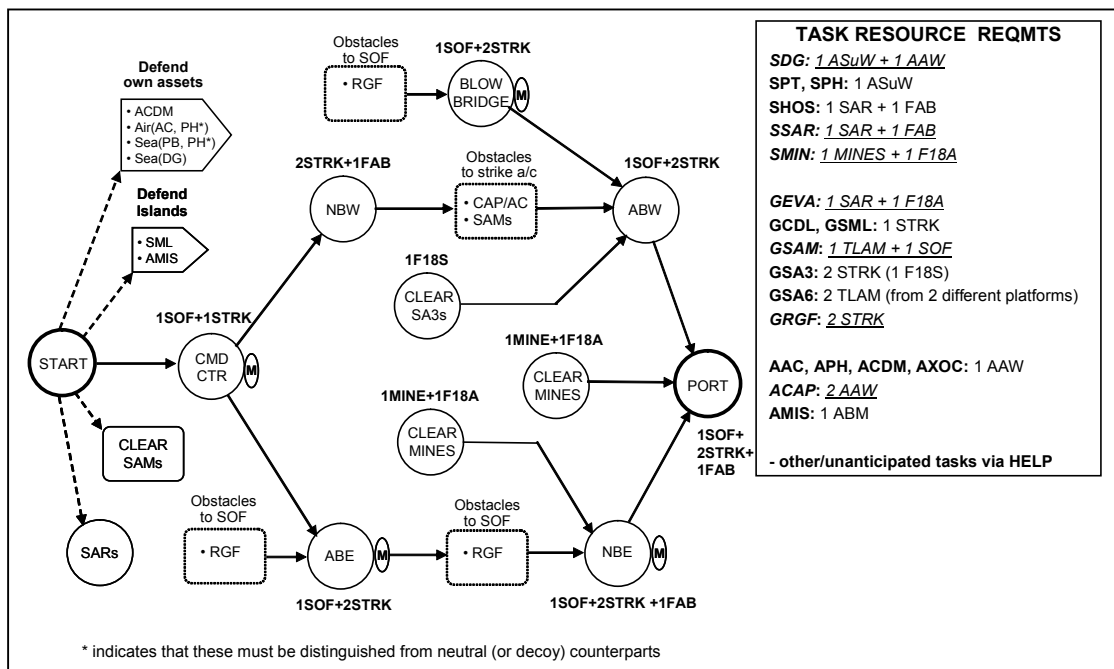 Defend
own assets
• ACDM
• Air(AC, PH*)
• Sea(PB, PH*)
• Sea(DG)
Defend
Islands
• SML
• AMIS
START
CLEAR
SAMs
SARs
1SOF+1STRK
CMD
CTR
M
Obstacles
to SOF
• RGF
1SOF+2STRK
BLOW
BRIDGE
M
2STRK+1FAB
NBW
Obstacles
to strike a/c
• CAP/AC
• SAMs
1SOF+2STRK
ABW
1F18S
CLEAR
SA3s
1MINE+1F18A
CLEAR
MINES
1MINE+1F18A
CLEAR
MINES
PORT
1SOF+
2STRK+
1FAB
Obstacles
to SOF
• RGF
ABE
M
1SOF+2STRK
Obstacles
to SOF
• RGF
NBE
M
1SOF+2STRK +1FAB
* indicates that these must be distinguished from neutral (or decoy) counterparts
TASK RESOURCE REQMTS
SDG: 1 ASuW + 1 AAW
SPT, SPH: 1 ASuW
SHOS: 1 SAR + 1 FAB
SSAR: 1 SAR + 1 FAB
SMIN: 1 MINES + 1 F18A
GEVA: 1 SAR + 1 F18A
GCDL, GSML: 1 STRK
GSAM: 1 TLAM + 1 SOF
GSA3: 2 STRK (1 F18S)
GSA6: 2 TLAM (from 2 different platforms)
GRGF: 2 STRK
AAC, APH, ACDM, AXOC: 1 AAW
ACAP: 2 AAW
AMIS: 1 ABM
- other/unanticipated tasks via HELP